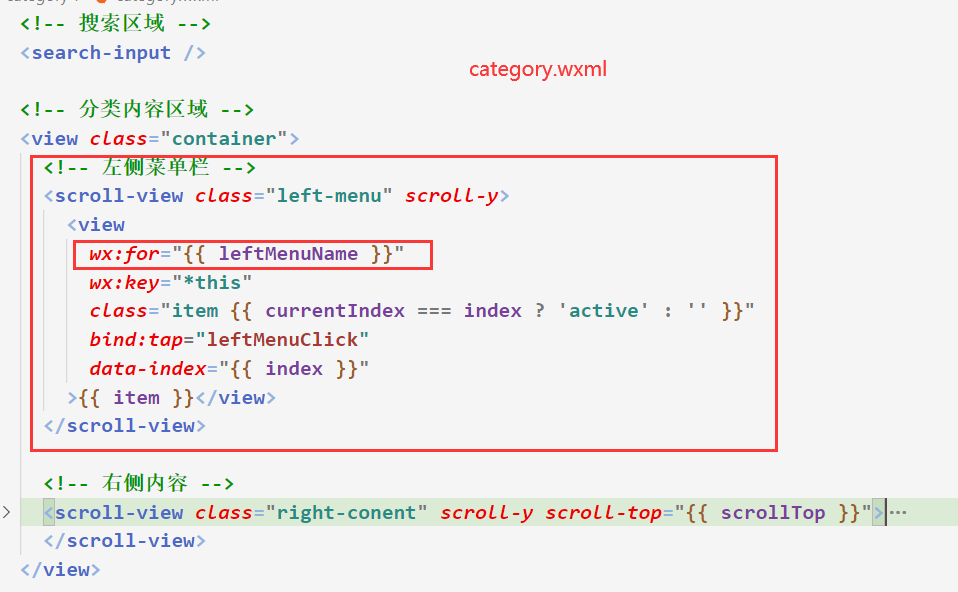 <!-- 搜索区域 -->
<search-input />
category.wxml
<!-- 分类内容区域 -->
<view class="container">
<!-- 左侧菜单栏 -->
<scroll-view class="left-menu" scroll-y>
<view
wx:for="{{ leftMenuName }}"
wx:key="*this"
class="item {{ currentIndex === index ? 'active' : '' }}"
bind:tap="leftMenuClick"
data-index="{{ index }}"
>{{ item }}</view>
</scroll-view>
<!-- 右侧内容 -->
<scroll-view class="right-conent" scroll-y scroll-top="{{ scrollTop }}">…
</scroll-view>
</view>